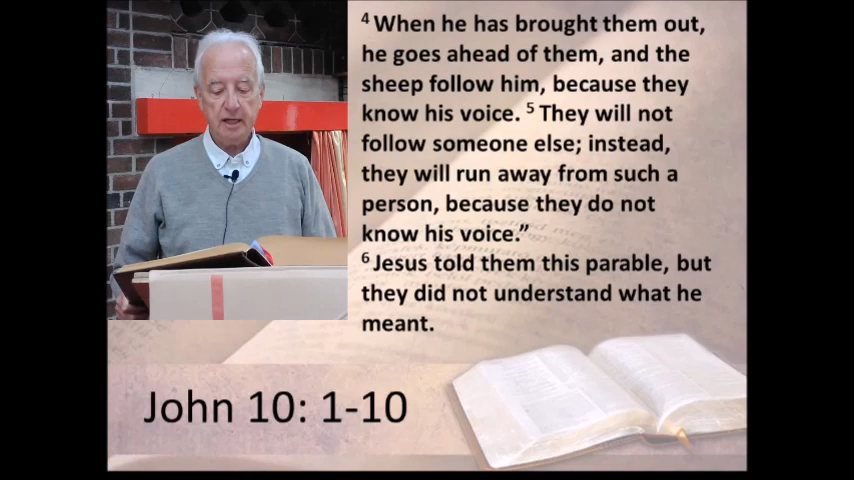 ⁴ When he has brought them out,
he goes ahead of them, and the
sheep follow him, because they
know his voice. ⁵ They will not
follow someone else; instead,
they will run away from such a
person, because they do not
know his voice.”
⁶ Jesus told them this parable, but
they did not understand what he
meant.
John 10: 1-10